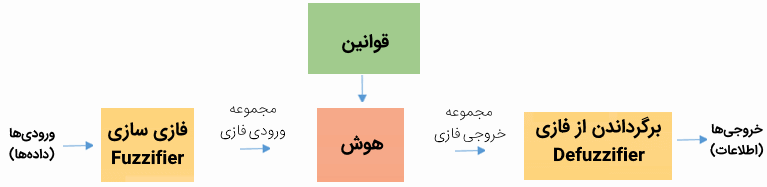 قوانین
ورودی‌ها
(داده‌ها)
فازی سازی
Fuzzifier
مجموعه
ورودی فازی
هوش
مجموعه
خروجی فازی
برگرداندن از فازی
Defuzzifier
خروجی‌ها
(اطلاعات)